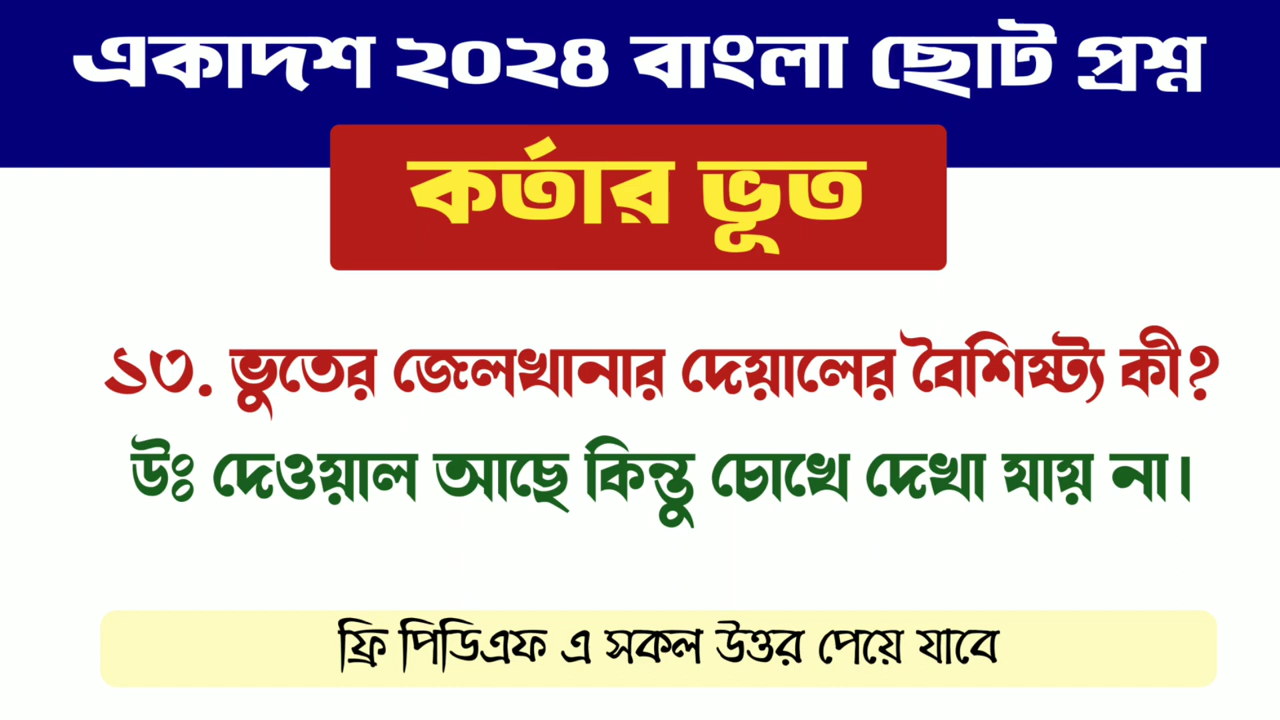 একাদশ ২০২৪ বাংলা ছোট প্রশ্ন
কর্তার ভূত
১৩. ভুতের জেলখানার দেয়ালের বৈশিষ্ট্য কী?
উঃ দেওয়াল আছে কিন্তু চোখে দেখা যায় না।
ফ্রি পিডিএফ এ সকল উত্তর পেয়ে যাবে